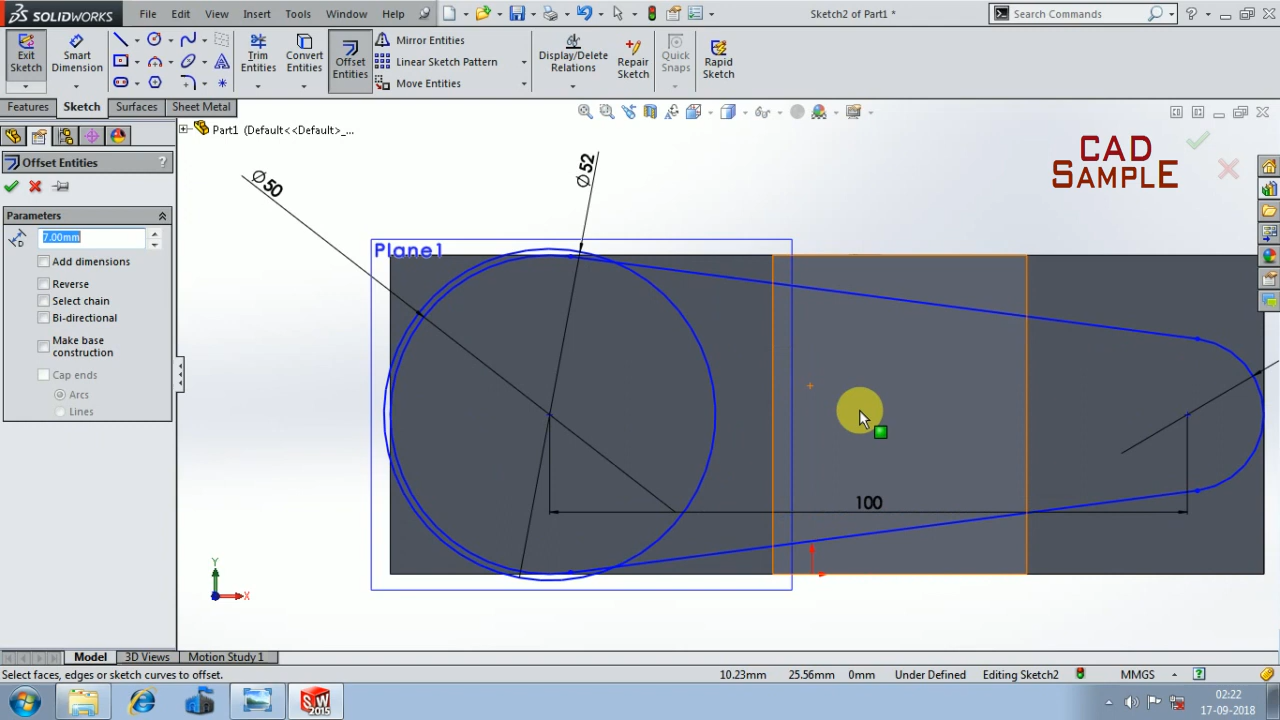 SOLIDWORKS
File
Edit
View
Insert
Tools
Window
Help
Sketch2 of Part1 *
Search Commands
Exit
Sketch
Smart
Dimension
Trim
Entities
Convert
Entities
Offset
Entities
Mirror Entities
Linear Sketch Pattern
Move Entities
Display/Delete
Relations
Repair
Sketch
Quick
Snaps
Rapid
Sketch
Features
Sketch
Surfaces
Sheet Metal
Part1 (Default<<Default>_...
CAD
SAMPLE
Offset Entities
?
Parameters
7.00mm
Add dimensions
Reverse
Select chain
Bi-directional
Make base
construction
Cap ends
Arcs
Lines
Ø50
Ø52
Plane1
100
Y
X
Model
3D Views
Motion Study 1
Select faces, edges or sketch curves to offset.
10.23mm
25.56mm
0mm
Under Defined
Editing Sketch2
MMGS
02:22
17-09-2018
SW
2015